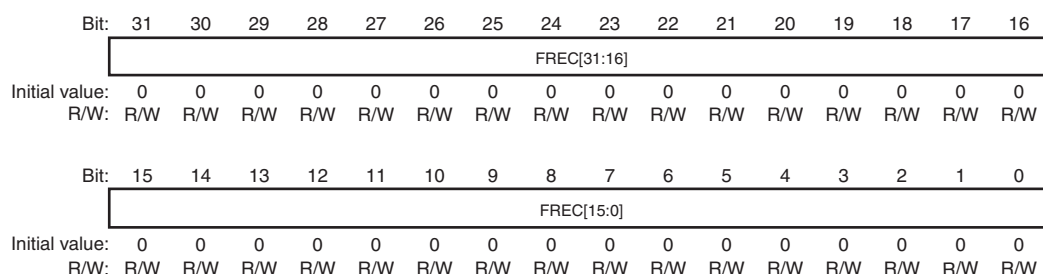 Bit: 31 30 29 28 27 26 25 24 23 22 21 20 19 18 17 16
FREC[31:16]
Initial value: 0 0 0 0 0 0 0 0 0 0 0 0 0 0 0 0
R/W: R/W R/W R/W R/W R/W R/W R/W R/W R/W R/W R/W R/W R/W R/W R/W R/W
Bit: 15 14 13 12 11 10 9 8 7 6 5 4 3 2 1 0
FREC[15:0]
Initial value: 0 0 0 0 0 0 0 0 0 0 0 0 0 0 0 0
R/W: R/W R/W R/W R/W R/W R/W R/W R/W R/W R/W R/W R/W R/W R/W R/W R/W